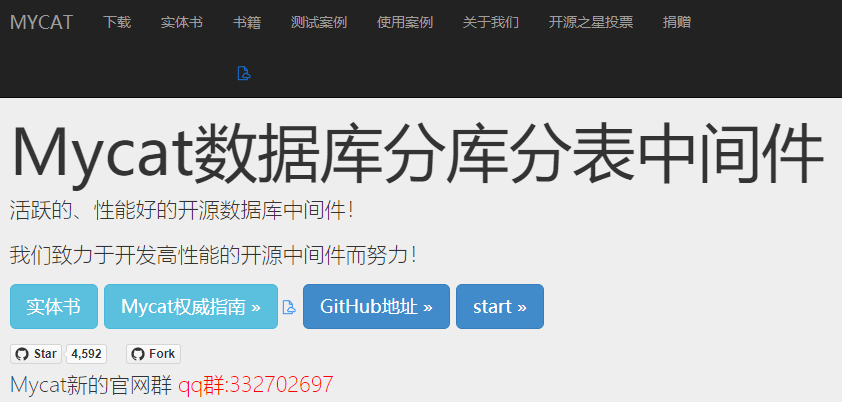 MYCAT 下载 实体书 书籍 测试案例 使用案例 关于我们 开源之星投票 捐赠
Mycat数据库分库分表中间件
活跃的、性能好的开源数据库中间件!
我们致力于开发高性能的开源中间件而努力!
实体书 Mycat权威指南 » GitHub地址 » start »
Star 4,592 Fork
Mycat新的官网群 qq群:332702697